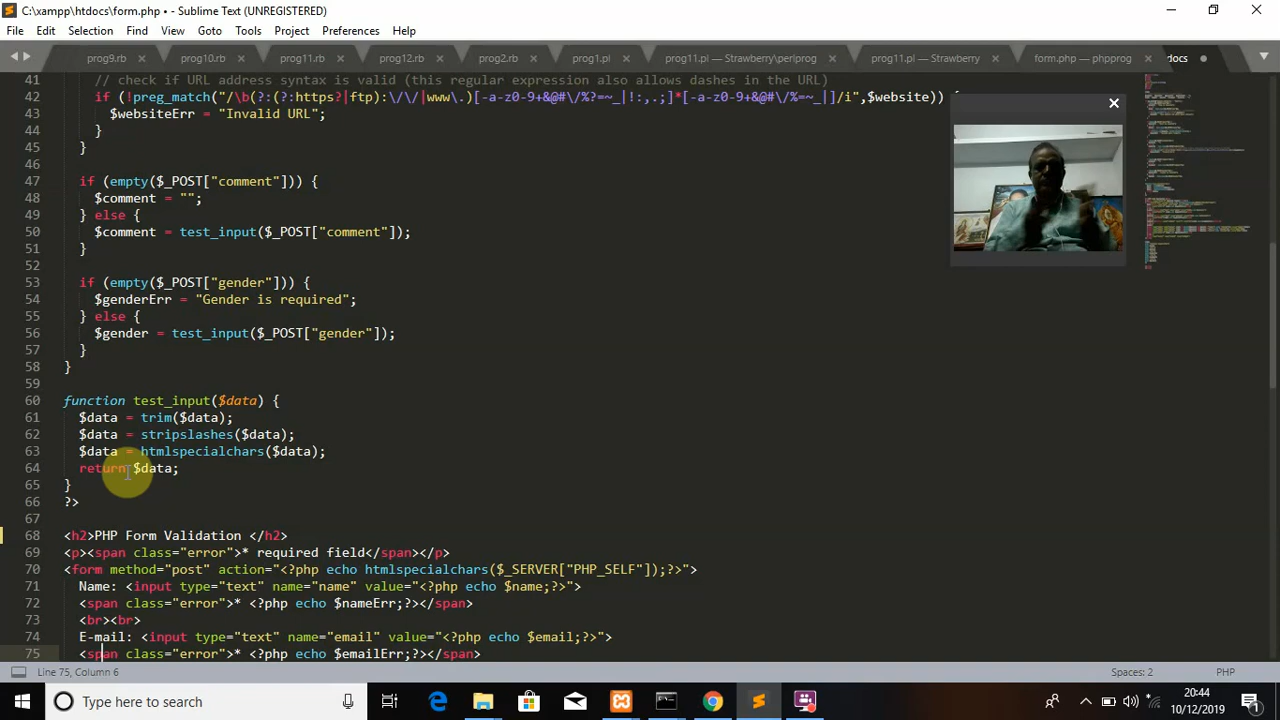 C:\xampp\htdocs\form.php • - Sublime Text (UNREGISTERED)
File Edit Selection Find View Goto Tools Project Preferences Help
prog9.rb prog10.rb prog11.rb prog12.rb prog2.rb prog1.pl prog11.pl — Strawberry\perlprog prog11.pl — Strawberry form.php — phpprog docs
41 // check if URL address syntax is valid (this regular expression also allows dashes in the URL)
42 if (!preg_match("/\b(?:(?:https?|ftp):\/\/|www\.)[-a-z0-9+&@#\/%?=~_|!:,.;]*[-a-z0-9+&@#\/%=~_|]/i",$website)) {
43 $websiteErr = "Invalid URL";
44 }
45 }
46
47 if (empty($_POST["comment"])) {
48 $comment = "";
49 } else {
50 $comment = test_input($_POST["comment"]);
51 }
52
53 if (empty($_POST["gender"])) {
54 $genderErr = "Gender is required";
55 } else {
56 $gender = test_input($_POST["gender"]);
57 }
58 }
59
60 function test_input($data) {
61 $data = trim($data);
62 $data = stripslashes($data);
63 $data = htmlspecialchars($data);
64 return $data;
65 }
66 ?>
67
68 <h2>PHP Form Validation </h2>
69 <p><span class="error">* required field</span></p>
70 <form method="post" action="<?php echo htmlspecialchars($_SERVER["PHP_SELF"]);?>">
71 Name: <input type="text" name="name" value="<?php echo $name;?>">
72 <span class="error">* <?php echo $nameErr;?></span>
73 <br><br>
74 E-mail: <input type="text" name="email" value="<?php echo $email;?>">
75 <span class="error">* <?php echo $emailErr;?></span>
Line 75, Column 6 Spaces: 2 PHP
Type here to search
20:44
10/12/2019
1